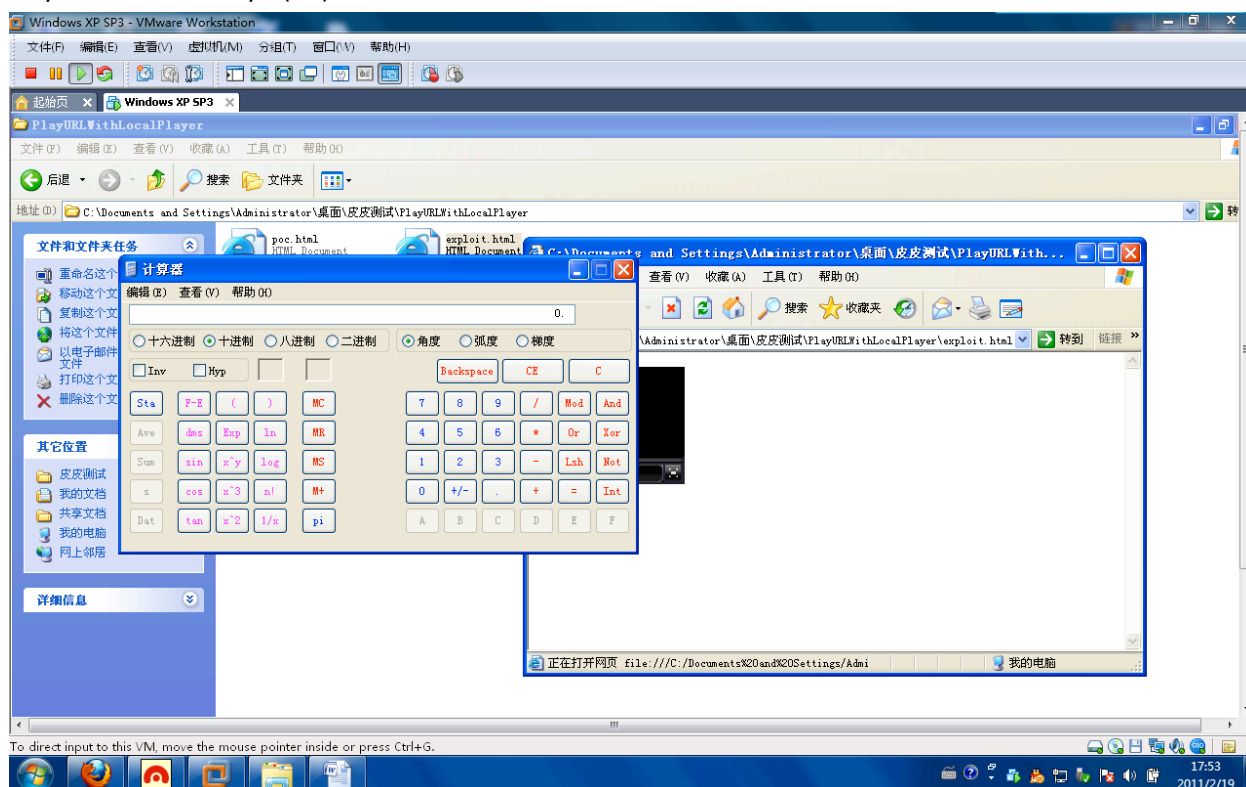 Windows XP SP3 - VMware Workstation
文件(F) 编辑(E) 查看(V) 虚拟机(M) 分组(T) 窗口(W) 帮助(H)
起始页 Windows XP SP3
PlayURLWithLocalPlayer
文件(F) 编辑(E) 查看(V) 收藏(A) 工具(T) 帮助(H)
后退 搜索 文件夹
地址(D) C:\Documents and Settings\Administrator\桌面\皮皮测试\PlayURLWithLocalPlayer 转
文件和文件夹任务
重命名这个
移动这个文
复制这个文
将这个文件
以电子邮件
文件
打印这个文
删除这个文
其它位置
皮皮测试
我的文档
共享文档
我的电脑
网上邻居
详细信息
poc.html
HTML Document
exploit.html
HTML Document
计算器
编辑(E) 查看(V) 帮助(H)
0.
十六进制 十进制 八进制 二进制 角度 弧度 梯度
Inv Hyp Backspace CE C
Sta F-E ( ) MC 7 8 9 / Mod And
Ave dms Exp ln MR 4 5 6 * Or Xor
Sum sin x^y log MS 1 2 3 - Lsh Not
s cos x^3 n! M+ 0 +/- . + = Int
Dat tan x^2 1/x pi A B C D E F
C:\Documents and Settings\Administrator\桌面\皮皮测试\PlayURLWith...
查看(V) 收藏(A) 工具(T) 帮助(H)
搜索 收藏夹
\Administrator\桌面\皮皮测试\PlayURLWithLocalPlayer\exploit.html 转到 链接 »
正在打开网页 file:///C:/Documents%20and%20Settings/Admi 我的电脑
To direct input to this VM, move the mouse pointer inside or press Ctrl+G.
17:53
2011/2/19